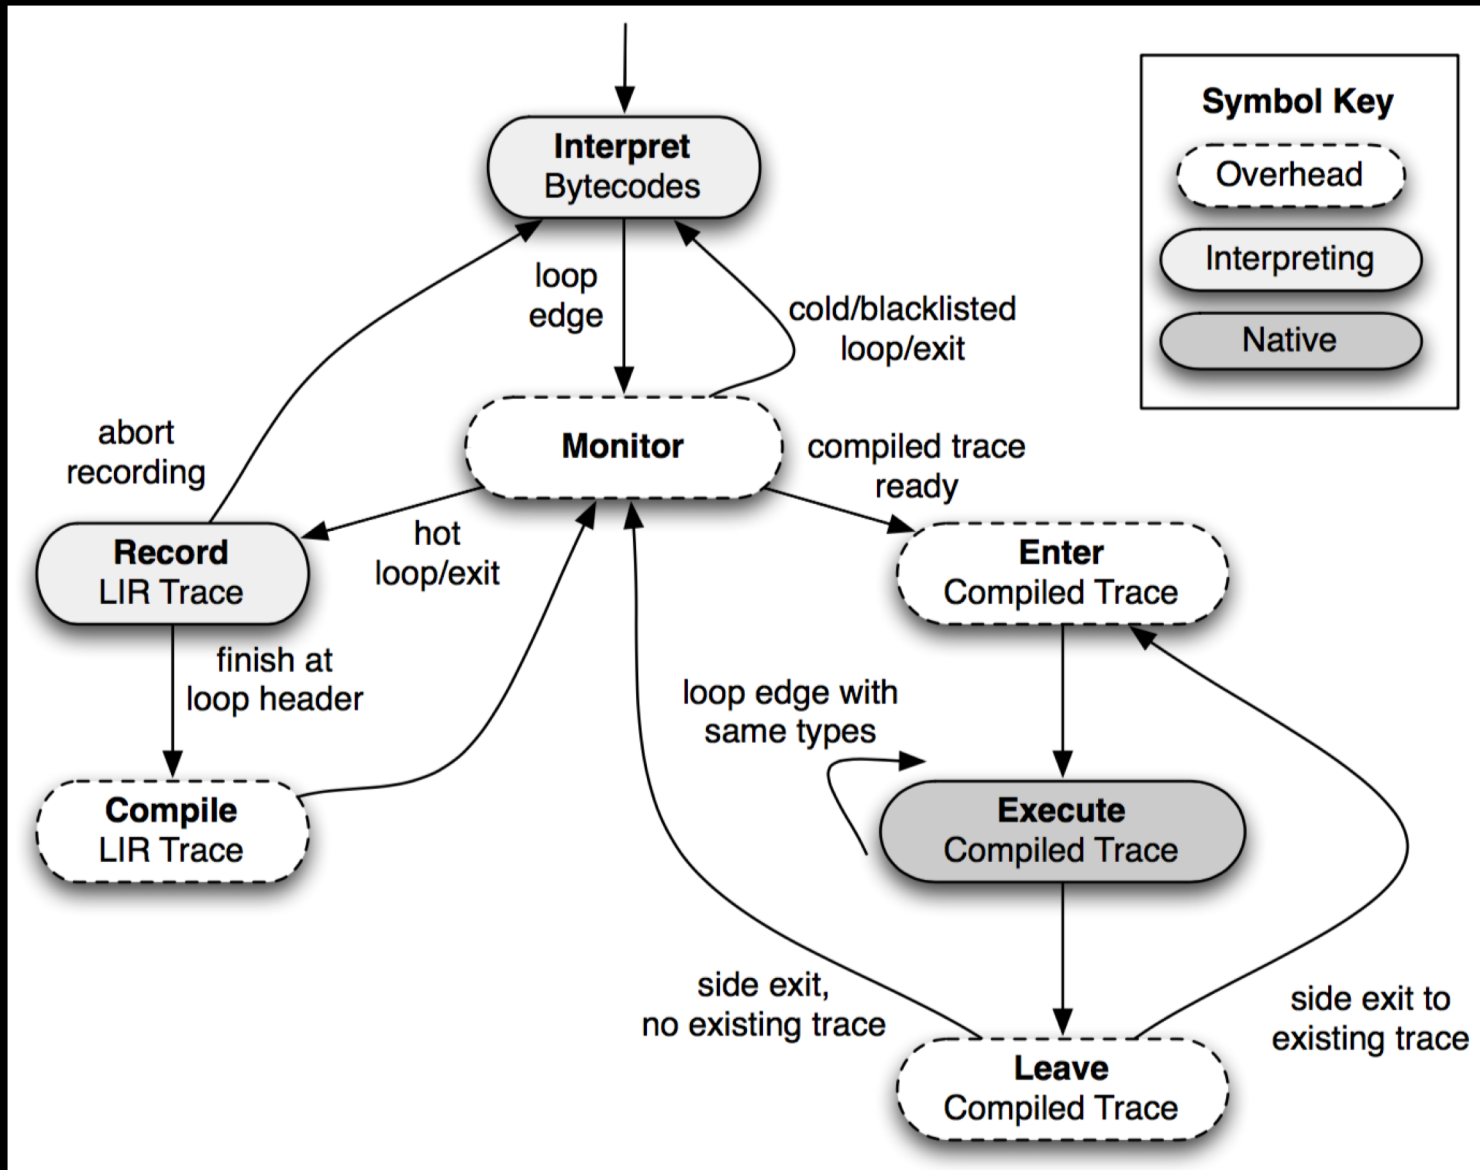 Symbol Key
Overhead
Interpreting
Native
Interpret
Bytecodes
loop
edge
cold/blacklisted
loop/exit
Monitor
abort
recording
compiled trace
ready
hot
loop/exit
Record
LIR Trace
Enter
Compiled Trace
finish at
loop header
loop edge with
same types
Compile
LIR Trace
Execute
Compiled Trace
side exit,
no existing trace
side exit to
existing trace
Leave
Compiled Trace